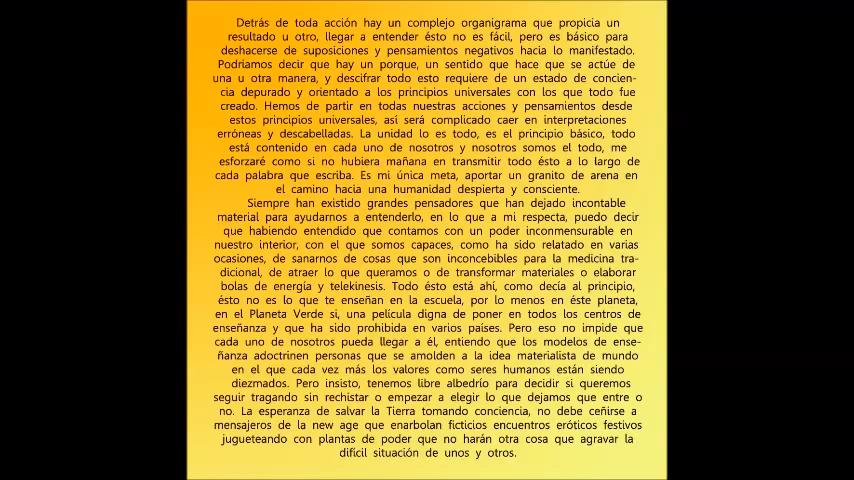 Detrás de toda acción hay un complejo organigrama que propicia un
resultado u otro, llegar a entender ésto no es fácil, pero es básico para
deshacerse de suposiciones y pensamientos negativos hacia lo manifestado.
Podriamos decir que hay un porque, un sentido que hace que se actúe de
una u otra manera, y descifrar todo esto requiere de un estado de concien-
cia depurado y orientado a los principios universales con los que todo fue
creado. Hemos de partir en todas nuestras acciones y pensamientos desde
estos principios universales, así será complicado caer en interpretaciones
erróneas y descabelladas. La unidad lo es todo, es el principio básico, todo
está contenido en cada uno de nosotros y nosotros somos el todo, me
esforzaré como si no hubiera mañana en transmitir todo ésto a lo largo de
cada palabra que escriba. Es mi única meta, aportar un granito de arena en
el camino hacia una humanidad despierta y consciente.
Siempre han existido grandes pensadores que han dejado incontable
material para ayudarnos a entenderlo, en lo que a mi respecta, puedo decir
que habiendo entendido que contamos con un poder inconmensurable en
nuestro interior, con el que somos capaces, como ha sido relatado en varias
ocasiones, de sanarnos de cosas que son inconcebibles para la medicina tra-
dicional, de atraer lo que queramos o de transformar materiales o elaborar
bolas de energía y telekinesis. Todo ésto está ahí, como decía al principio,
ésto no es lo que te enseñan en la escuela, por lo menos en éste planeta,
en el Planeta Verde si, una película digna de poner en todos los centros de
enseñanza y que ha sido prohibida en varios países. Pero eso no impide que
cada uno de nosotros pueda llegar a él, entiendo que los modelos de ense-
ñanza adoctrinen personas que se amolden a la idea materialista de mundo
en el que cada vez más los valores como seres humanos están siendo
diezmados. Pero insisto, tenemos libre albedrío para decidir si queremos
seguir tragando sin rechistar o empezar a elegir lo que dejamos que entre o
no. La esperanza de salvar la Tierra tomando conciencia, no debe ceñirse a
mensajeros de la new age que enarbolan ficticios encuentros eróticos festivos
jugueteando con plantas de poder que no harán otra cosa que agravar la
difícil situación de unos y otros.